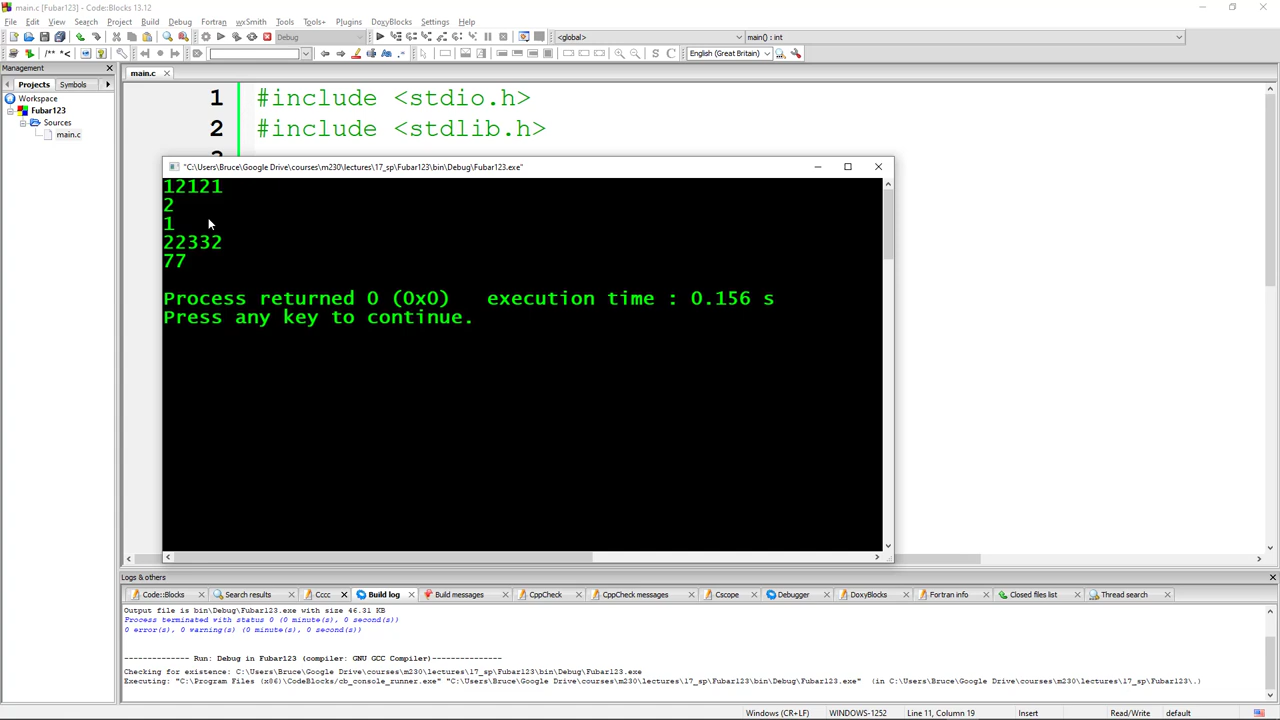 main.c [Fubar123] - Code::Blocks 13.12
File Edit View Search Project Build Debug Fortran wxSmith Tools Tools+ Plugins DoxyBlocks Settings Help
Debug <global> main() : int
/** *< S C English (Great Britain)
Management
Projects Symbols
Workspace
Fubar123
Sources
main.c
main.c
1 #include <stdio.h>
2 #include <stdlib.h>
"C:\Users\Bruce\Google Drive\courses\m230\lectures\17_sp\Fubar123\bin\Debug\Fubar123.exe"
12121
2
1
22332
77
Process returned 0 (0x0) execution time : 0.156 s
Press any key to continue.
Logs & others
Code::Blocks Search results Cccc Build log Build messages CppCheck CppCheck messages Cscope Debugger DoxyBlocks Fortran info Closed files list Thread search
Output file is bin\Debug\Fubar123.exe with size 46.31 KB
Process terminated with status 0 (0 minute(s), 0 second(s))
0 error(s), 0 warning(s) (0 minute(s), 0 second(s))
-------------- Run: Debug in Fubar123 (compiler: GNU GCC Compiler)---------------
Checking for existence: C:\Users\Bruce\Google Drive\courses\m230\lectures\17_sp\Fubar123\bin\Debug\Fubar123.exe
Executing: "C:\Program Files (x86)\CodeBlocks/cb_console_runner.exe" "C:\Users\Bruce\Google Drive\courses\m230\lectures\17_sp\Fubar123\bin\Debug\Fubar123.exe" (in C:\Users\Bruce\Google Drive\courses\m230\lectures\17_sp\Fubar123\.)
Windows (CR+LF) WINDOWS-1252 Line 11, Column 19 Insert Read/Write default